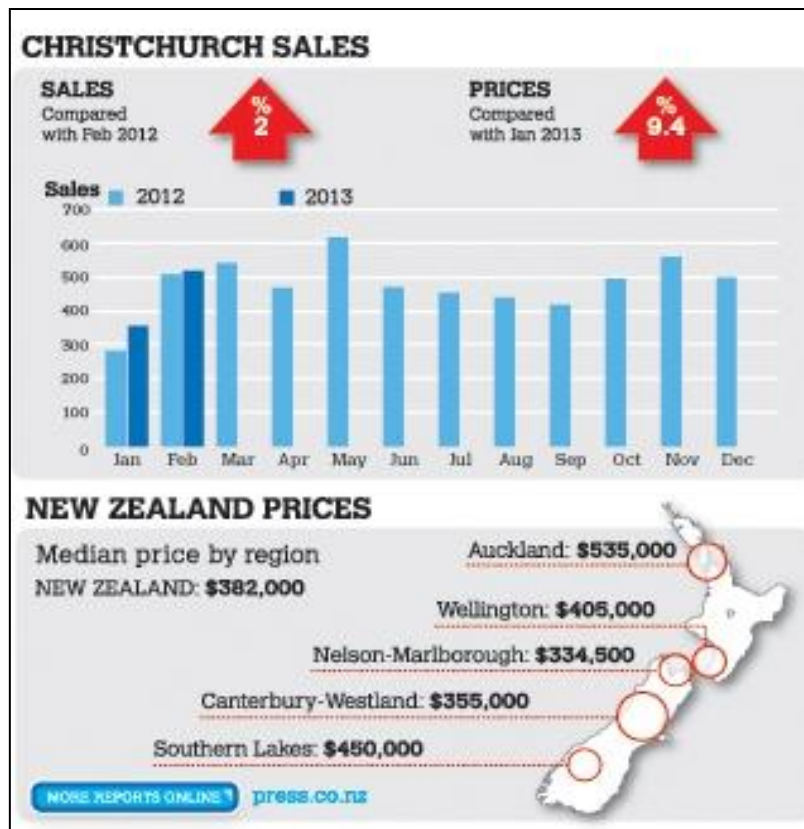 CHRISTCHURCH SALES
SALES
Compared
with Feb 2012
%
2
PRICES
Compared
with Jan 2013
%
9.4
Sales
2012
2013
700
600
500
400
300
200
100
0
Jan Feb Mar Apr May Jun Jul Aug Sep Oct Nov Dec
NEW ZEALAND PRICES
Median price by region
NEW ZEALAND: $382,000
Auckland: $535,000
Wellington: $405,000
Nelson-Marlborough: $334,500
Canterbury-Westland: $355,000
Southern Lakes: $450,000
MORE REPORTS ONLINE press.co.nz